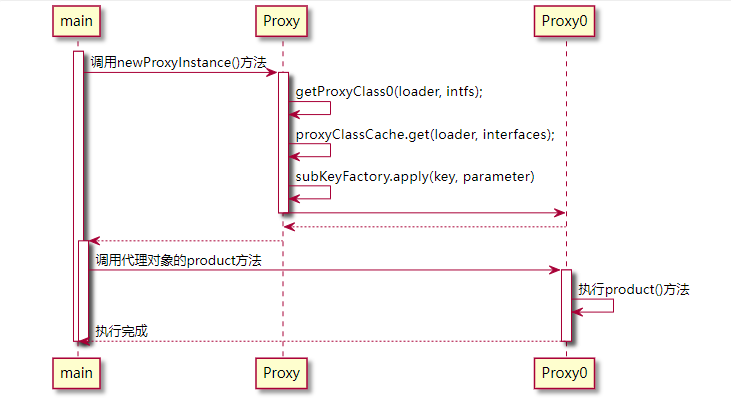 main
Proxy
Proxy0
调用newProxyInstance()方法
getProxyClass0(loader, intfs);
proxyClassCache.get(loader, interfaces);
subKeyFactory.apply(key, parameter)
调用代理对象的product方法
执行product()方法
执行完成
main
Proxy
Proxy0